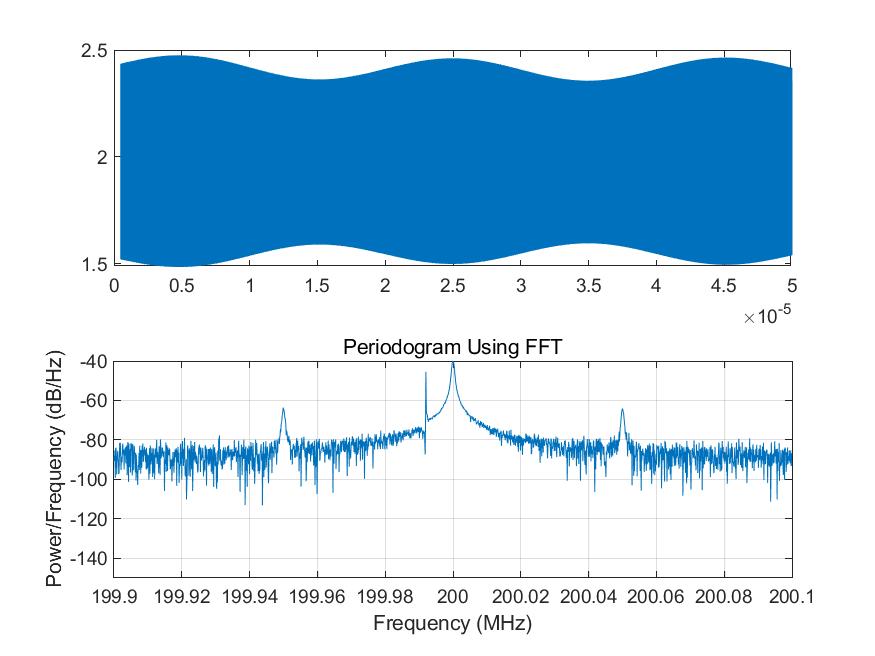 2.5
2
1.5
0 0.5 1 1.5 2 2.5 3 3.5 4 4.5 5
×10-5
Periodogram Using FFT
Power/Frequency (dB/Hz)
-40
-60
-80
-100
-120
-140
199.9 199.92 199.94 199.96 199.98 200 200.02 200.04 200.06 200.08 200.1
Frequency (MHz)